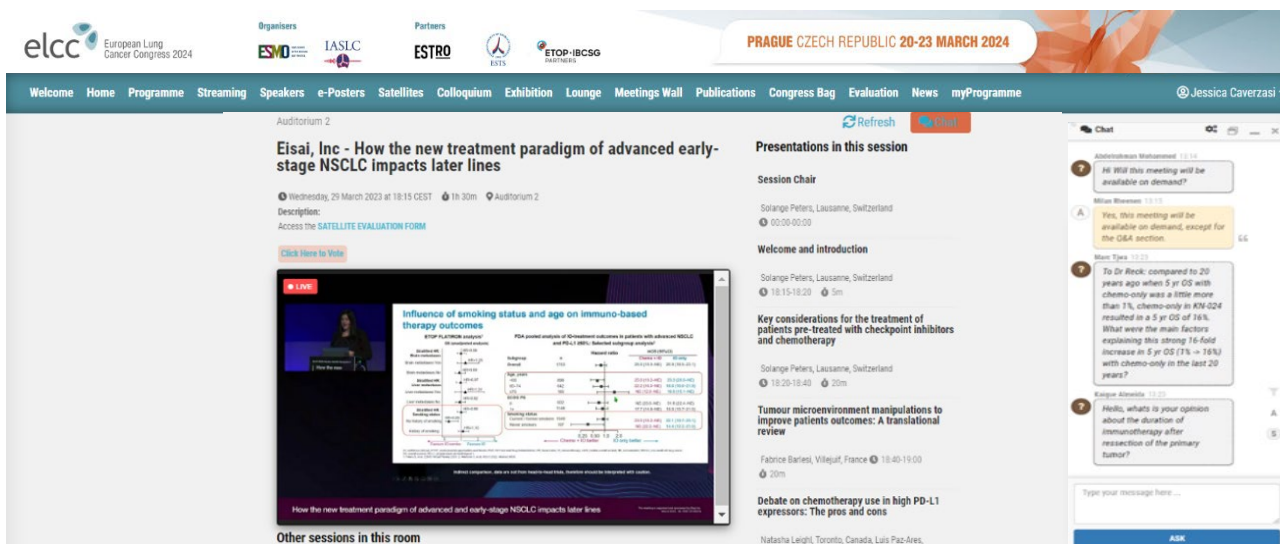 elcc
European Lung
Cancer Congress 2024
Organisers
ESMO
IASLC
Partners
ESTRO
ESTS
ETOP·IBCSG
PARTNERS
PRAGUE CZECH REPUBLIC 20-23 MARCH 2024
Welcome Home Programme Streaming Speakers e-Posters Satellites Colloquium Exhibition Lounge Meetings Wall Publications Congress Bag Evaluation News myProgramme
Jessica Caverzasi
Auditorium 2
Refresh
Chat
Eisai, Inc - How the new treatment paradigm of advanced early-
stage NSCLC impacts later lines
Wednesday, 29 March 2023 at 18:15 CEST 1h 30m Auditorium 2
Description:
Access the SATELLITE EVALUATION FORM
Click Here to Vote
LIVE
Influence of smoking status and age on immuno-based
therapy outcomes
How the new treatment paradigm of advanced and early-stage NSCLC impacts later lines
Other sessions in this room
Presentations in this session
Session Chair
Solange Peters, Lausanne, Switzerland
00:00-00:00
Welcome and introduction
Solange Peters, Lausanne, Switzerland
18:15-18:20 5m
Key considerations for the treatment of
patients pre-treated with checkpoint inhibitors
and chemotherapy
Solange Peters, Lausanne, Switzerland
18:20-18:40 20m
Tumour microenvironment manipulations to
improve patients outcomes: A translational
review
Fabrice Barlesi, Villejuif, France 18:40-19:00
20m
Debate on chemotherapy use in high PD-L1
expressors: The pros and cons
Natasha Leighl, Toronto, Canada, Luis Paz-Ares,
Chat
13:14
Hi Will this meeting will be
available on demand?
Yes, this meeting will be
available on demand, except for
the Q&A section.
13:23
To Dr Reck: compared to 20
years ago when 5 yr OS with
chemo-only was a little more
than 1%, chemo-only in KN-024
resulted in a 5 yr OS of 16%.
What were the main factors
explaining this strong 16-fold
increase in 5 yr OS (1% -> 16%)
with chemo-only in the last 20
years?
Kaique Almeida 13:23
Hello, whats is your opinion
about the duration of
immunotherapy after
ressection of the primary
tumor?
Type your message here ...
ASK